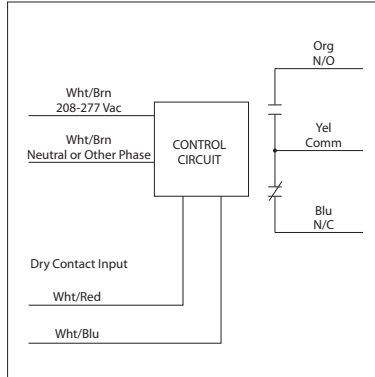 Wht/Brn
208-277 Vac
Wht/Brn
Neutral or Other Phase
CONTROL
CIRCUIT
Org
N/O
Yel
Comm
Blu
N/C
Dry Contact Input
Wht/Red
Wht/Blu